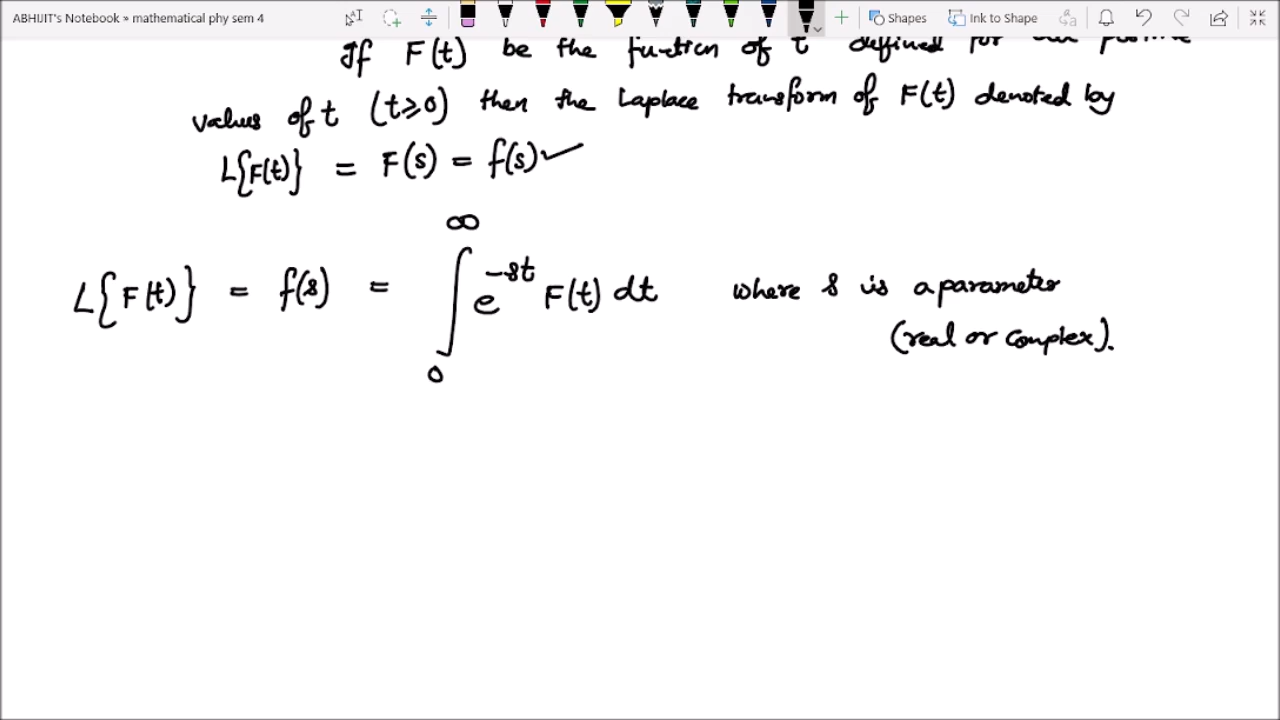 ABHIJIT's Notebook » mathematical phy sem 4
Shapes
Ink to Shape
If F(t) be the function of t defined for all positive
values of t (t≥0) then the Laplace transform of F(t) denoted by
L{F(t)} = F(s) = f(s) ✓
L{F(t)} = f(s) = ∫₀^∞ e^{-st} F(t) dt where s is a parameter
(real or complex).